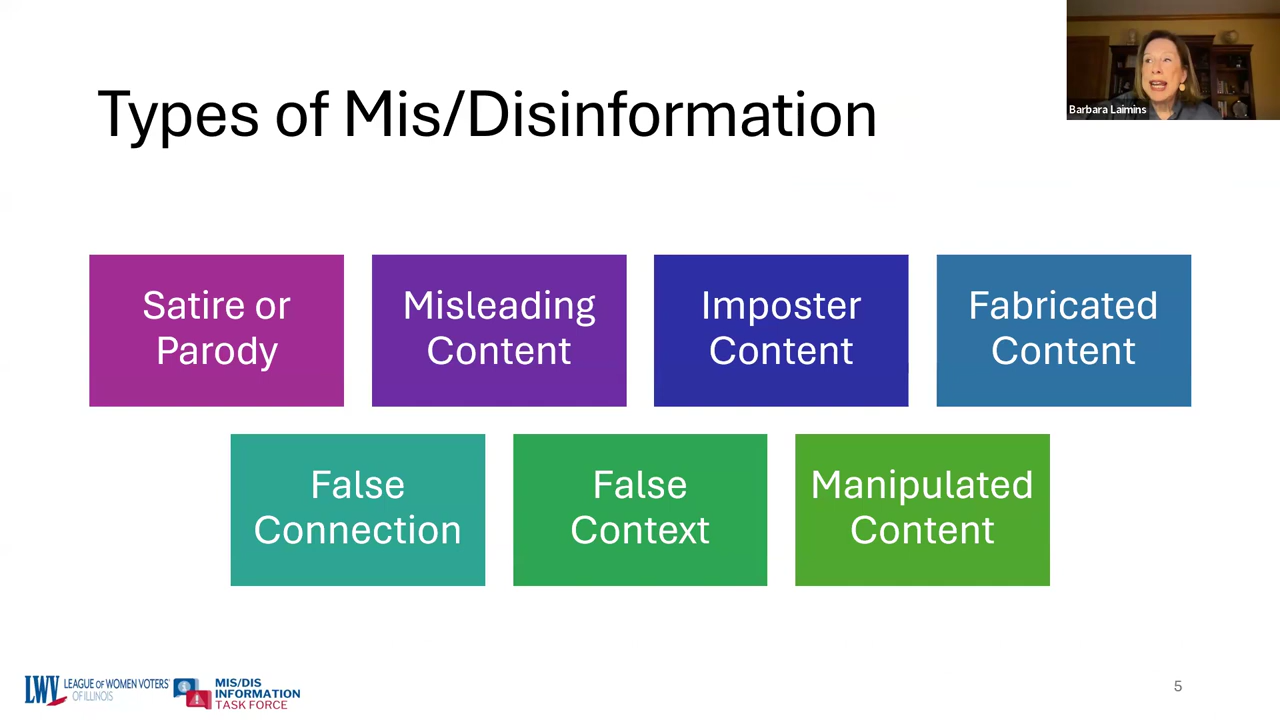 Barbara Laimins
Types of Mis/Disinformation
Satire or
Parody
Misleading
Content
Imposter
Content
Fabricated
Content
False
Connection
False
Context
Manipulated
Content
LWV LEAGUE OF WOMEN VOTERS®
OF ILLINOIS
MIS/DIS
INFORMATION
TASK FORCE
5